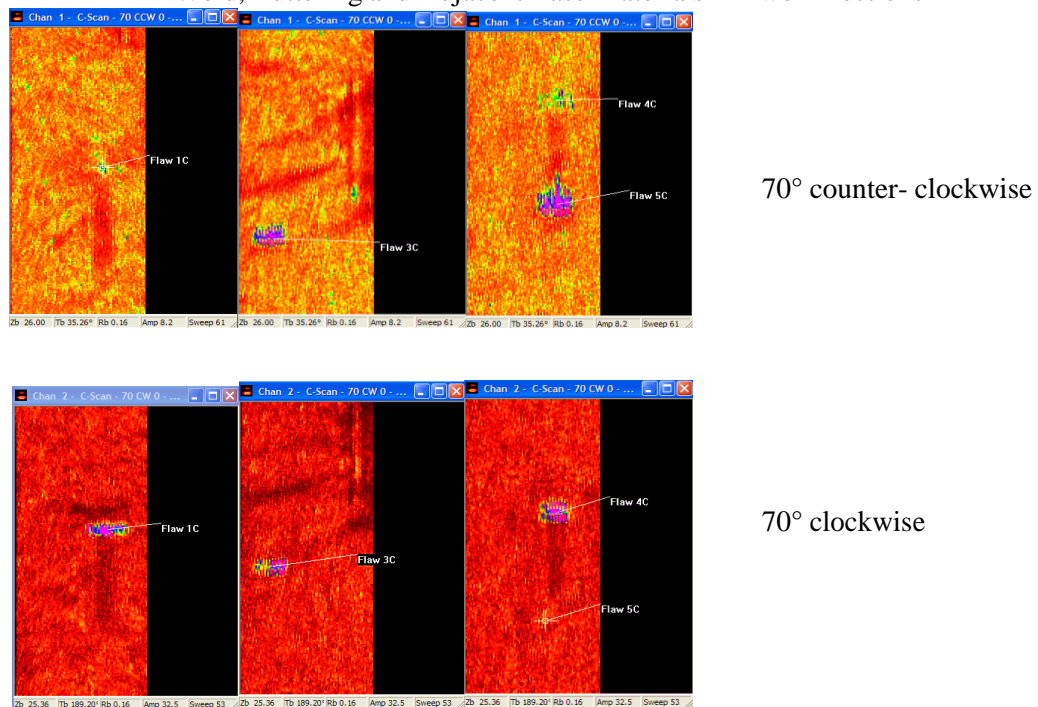 Chan 1 - C-Scan - 70 CCW 0 -...
Chan 1 - C-Scan - 70 CCW 0 - ...
Chan 1 - C-Scan - 70 CCW 0 - ...
Flaw 1C
Flaw 3C
Flaw 4C
Flaw 5C
70° counter- clockwise
Zb 26.00 Tb 35.26° Rb 0.16 Amp 8.2 Sweep 61
Zb 26.00 Tb 35.26° Rb 0.16 Amp 8.2 Sweep 61
Zb 26.00 Tb 35.26° Rb 0.16 Amp 8.2 Sweep 61
Chan 2 - C-Scan - 70 CW 0 - ...
Chan 2 - C-Scan - 70 CW 0 - ...
Chan 2 - C-Scan - 70 CW 0 - ...
Flaw 1C
Flaw 3C
Flaw 4C
Flaw 5C
70° clockwise
Zb 25.36 Tb 189.20° Rb 0.16 Amp 32.5 Sweep 53
Zb 25.36 Tb 189.20° Rb 0.16 Amp 32.5 Sweep 53
Zb 25.36 Tb 189.20° Rb 0.16 Amp 32.5 Sweep 53